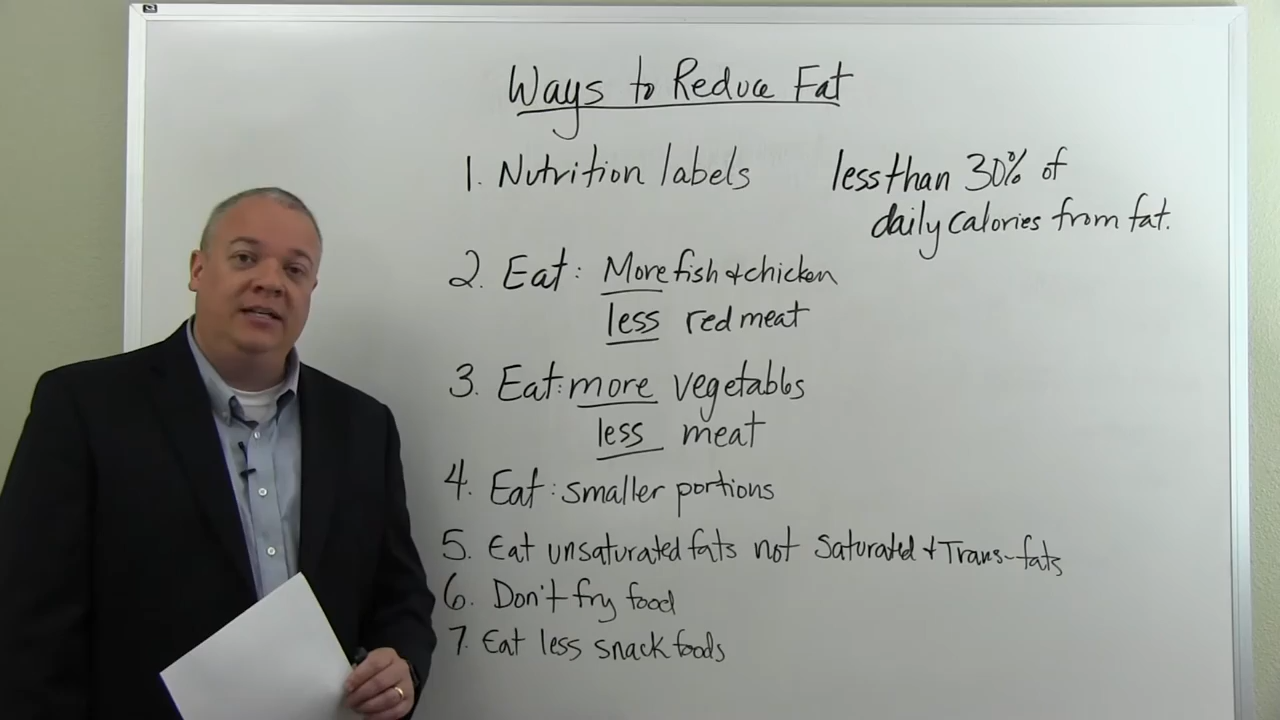 Ways to Reduce Fat
1. Nutrition labels less than 30% of
daily calories from fat.
2. Eat: More fish + chicken
less red meat
3. Eat: more vegetables
less meat
4. Eat: smaller portions
5. Eat unsaturated fats not Saturated + Trans-fats
6. Don't fry food
7. Eat less snack foods